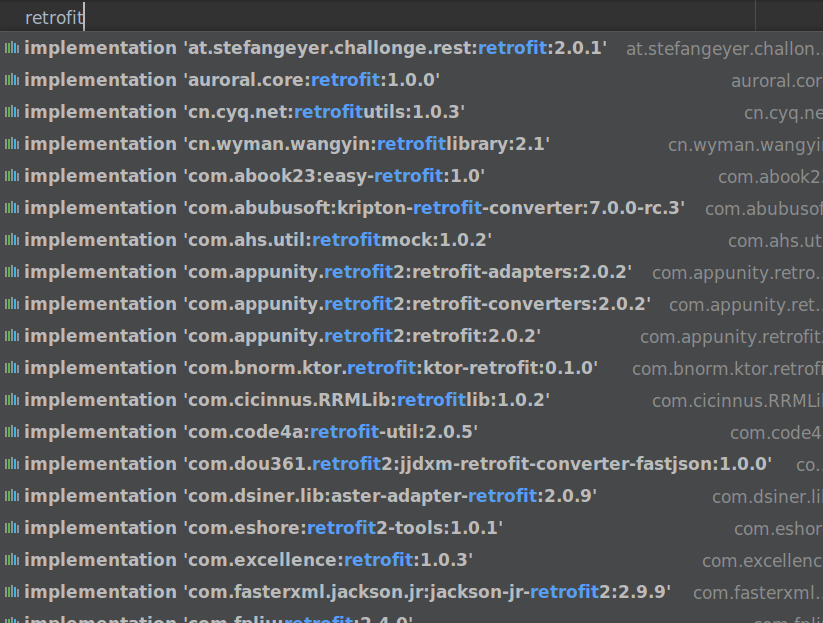 retrofit
implementation 'at.stefangeyer.challonge.rest:retrofit:2.0.1' at.stefangeyer.challon...
implementation 'auroral.core:retrofit:1.0.0' auroral.cor
implementation 'cn.cyq.net:retrofitutils:1.0.3' cn.cyq.ne
implementation 'cn.wyman.wangyin:retrofitlibrary:2.1' cn.wyman.wangyi
implementation 'com.abook23:easy-retrofit:1.0' com.abook2
implementation 'com.abubusoft:kripton-retrofit-converter:7.0.0-rc.3' com.abubusof
implementation 'com.ahs.util:retrofitmock:1.0.2' com.ahs.ut
implementation 'com.appunity.retrofit2:retrofit-adapters:2.0.2' com.appunity.retro...
implementation 'com.appunity.retrofit2:retrofit-converters:2.0.2' com.appunity.ret...
implementation 'com.appunity.retrofit2:retrofit:2.0.2' com.appunity.retrofit
implementation 'com.bnorm.ktor.retrofit:ktor-retrofit:0.1.0' com.bnorm.ktor.retrofi
implementation 'com.cicinnus.RRMLib:retrofitlib:1.0.2' com.cicinnus.RRMLi
implementation 'com.code4a:retrofit-util:2.0.5' com.code4
implementation 'com.dou361.retrofit2:jjdxm-retrofit-converter-fastjson:1.0.0' co...
implementation 'com.dsiner.lib:aster-adapter-retrofit:2.0.9' com.dsiner.li
implementation 'com.eshore:retrofit2-tools:1.0.1' com.eshor
implementation 'com.excellence:retrofit:1.0.3' com.excellenc
implementation 'com.fasterxml.jackson.jr:jackson-jr-retrofit2:2.9.9' com.fasterxml...